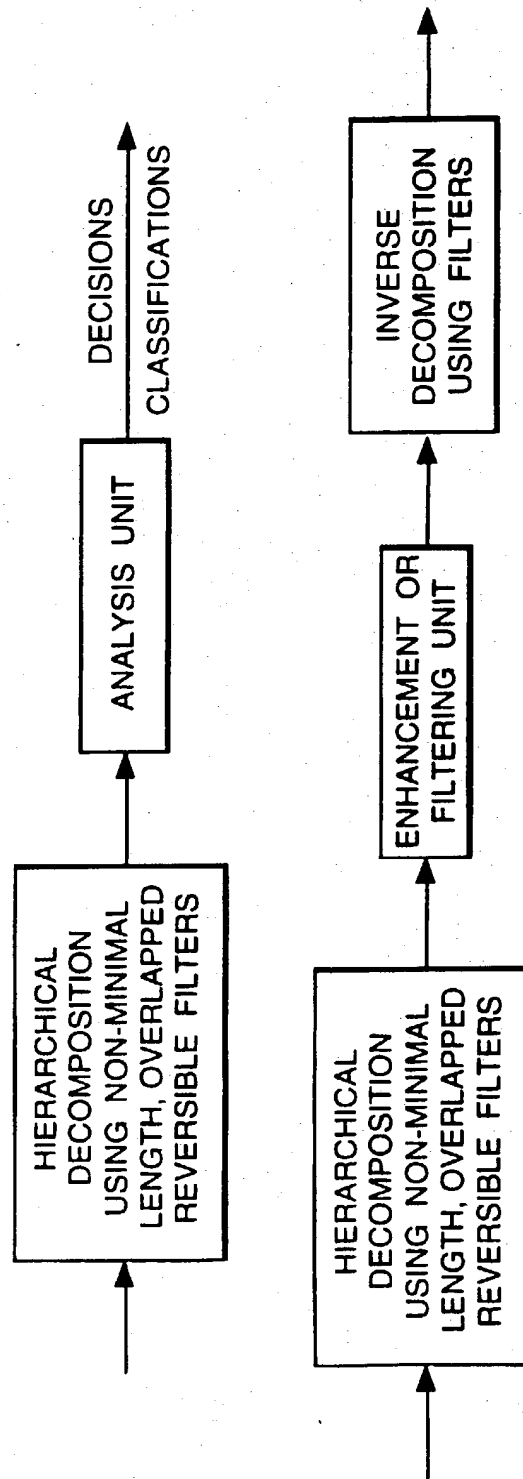 HIERARCHICAL
DECOMPOSITION
USING NON-MINIMAL
LENGTH, OVERLAPPED
REVERSIBLE FILTERS
ANALYSIS UNIT
DECISIONS
CLASSIFICATIONS
HIERARCHICAL
DECOMPOSITION
USING NON-MINIMAL
LENGTH, OVERLAPPED
REVERSIBLE FILTERS
ENHANCEMENT OR
FILTERING UNIT
INVERSE
DECOMPOSITION
USING FILTERS